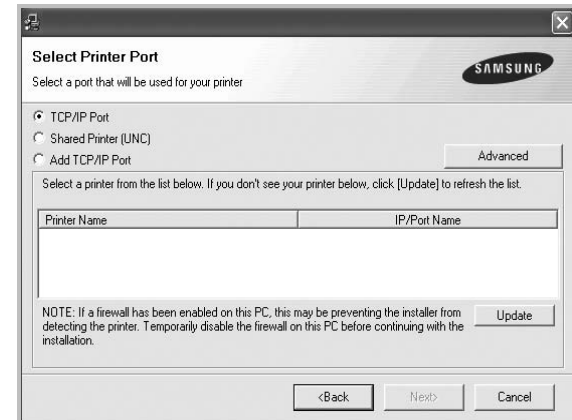 Select Printer Port
Select a port that will be used for your printer
SAMSUNG
TCP/IP Port
Shared Printer (UNC)
Add TCP/IP Port
Advanced
Select a printer from the list below. If you don't see your printer below, click [Update] to refresh the list.
Printer Name IP/Port Name
NOTE: If a firewall has been enabled on this PC, this may be preventing the installer from
detecting the printer. Temporarily disable the firewall on this PC before continuing with the
installation.
Update
<Back Next> Cancel